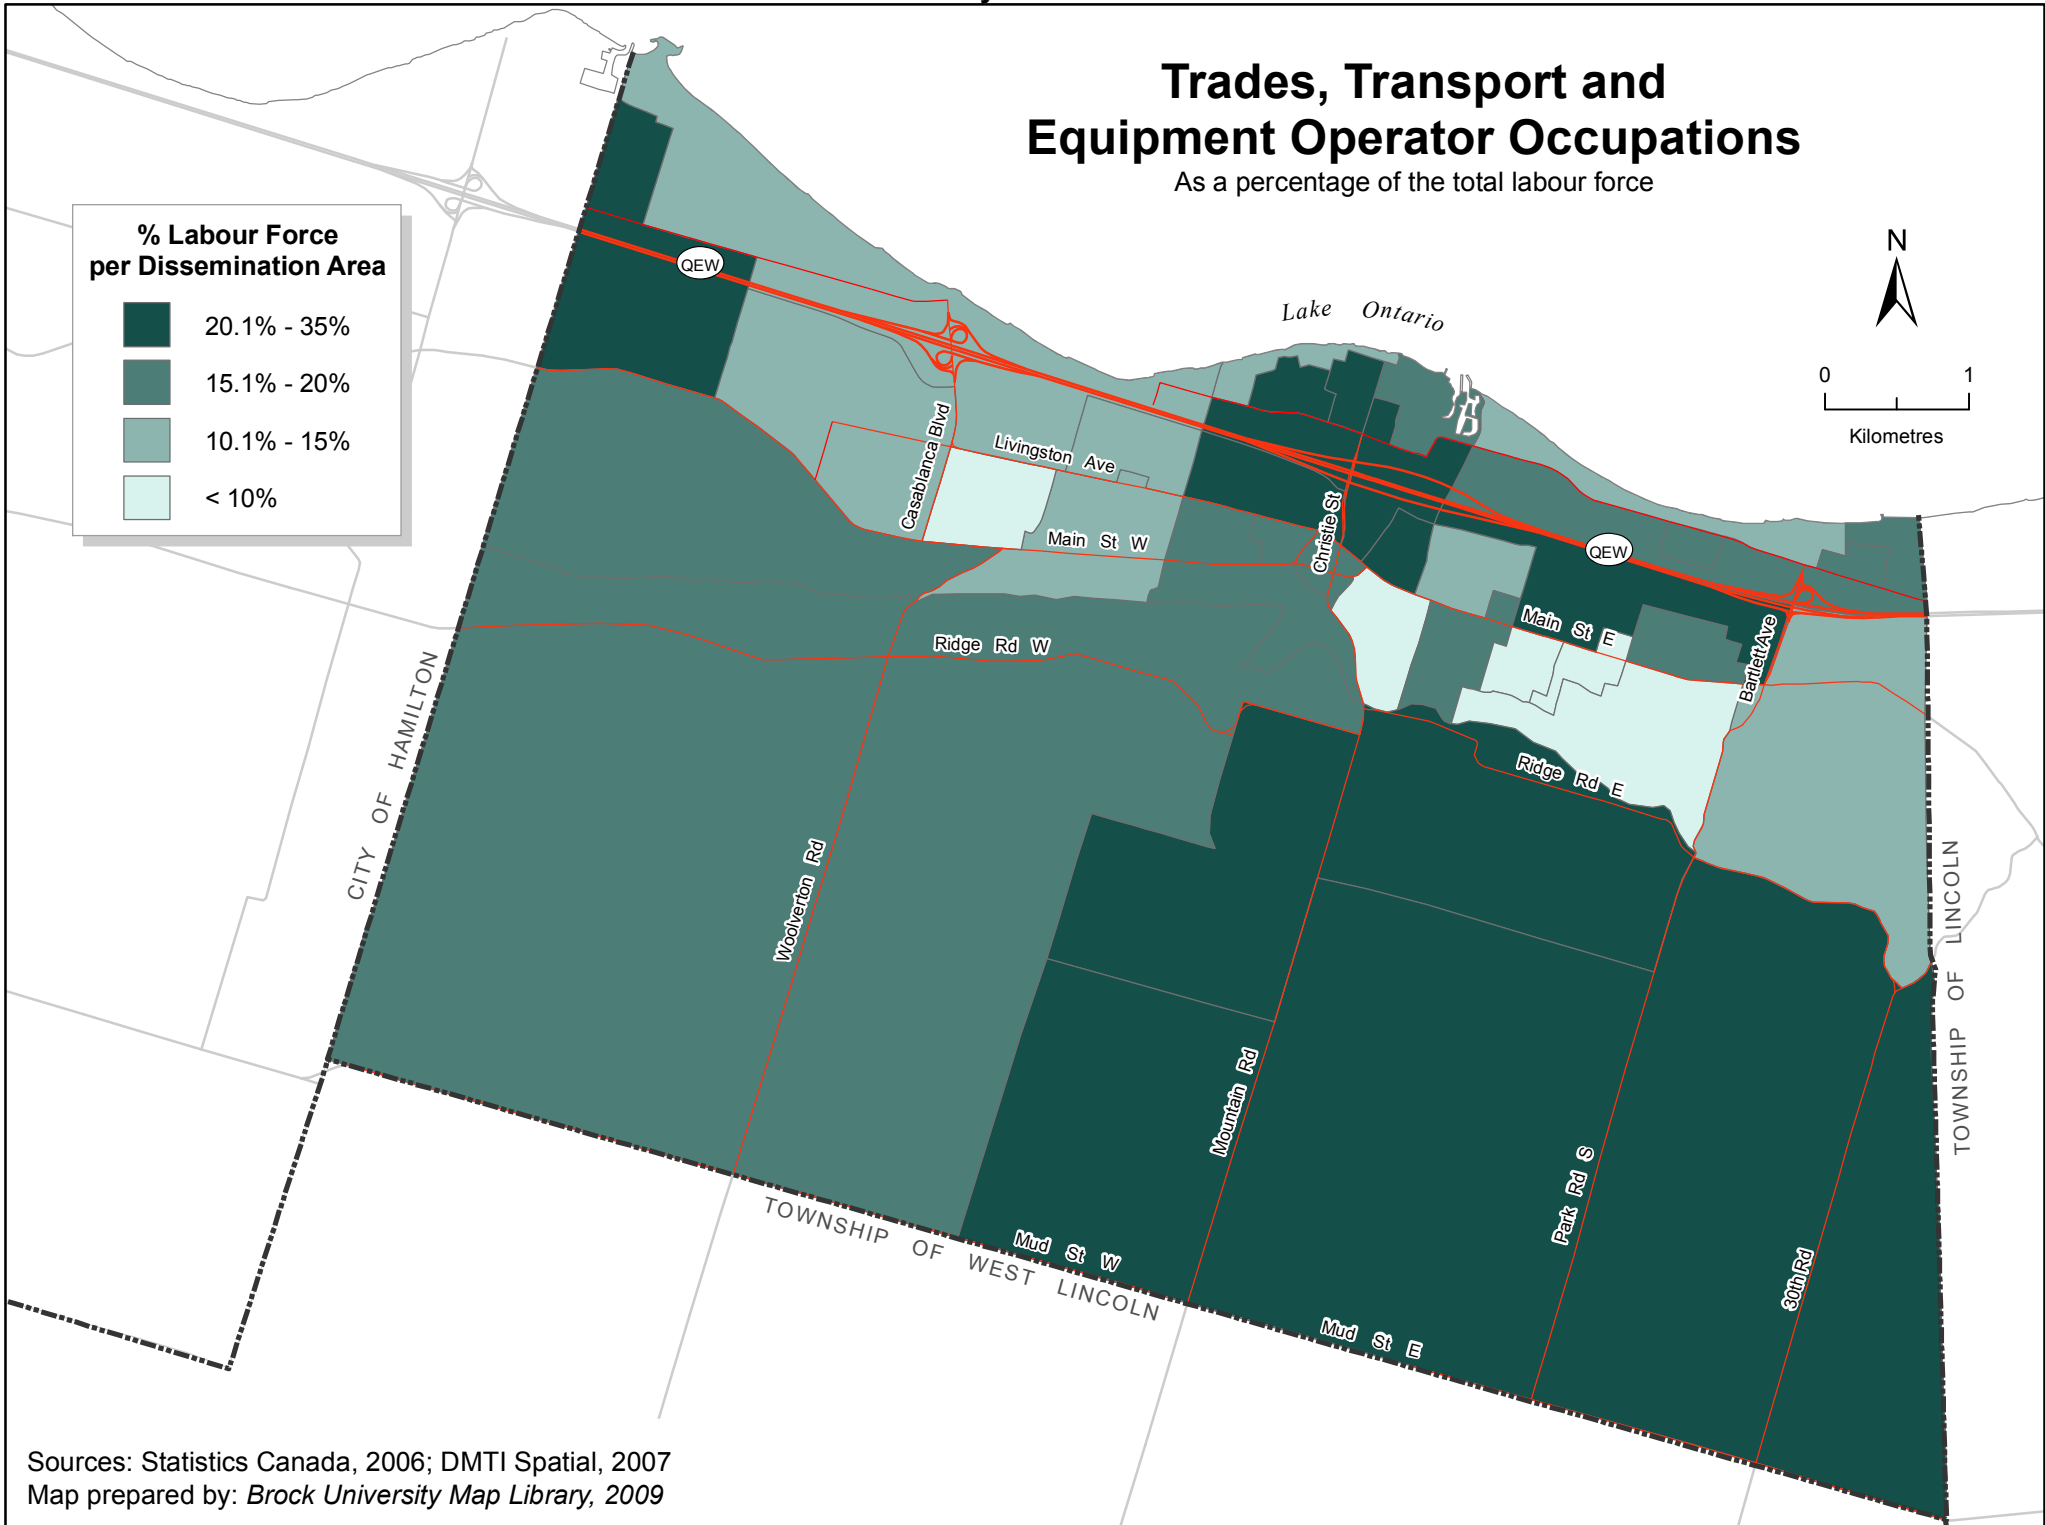 Trades, Transport and
Equipment Operator Occupations
As a percentage of the total labour force
% Labour Force
per Dissemination Area
20.1% - 35%
15.1% - 20%
10.1% - 15%
< 10%
N
0 1
Kilometres
Lake Ontario
QEW
QEW
Casablanca Blvd
Livingston Ave
Main St W
Christie St
Main St E
Bartlett Ave
Ridge Rd W
Ridge Rd E
Woolverton Rd
Mountain Rd
Park Rd S
30th Rd
Mud St W
Mud St E
CITY OF HAMILTON
TOWNSHIP OF WEST LINCOLN
TOWNSHIP OF LINCOLN
Sources: Statistics Canada, 2006; DMTI Spatial, 2007
Map prepared by: Brock University Map Library, 2009